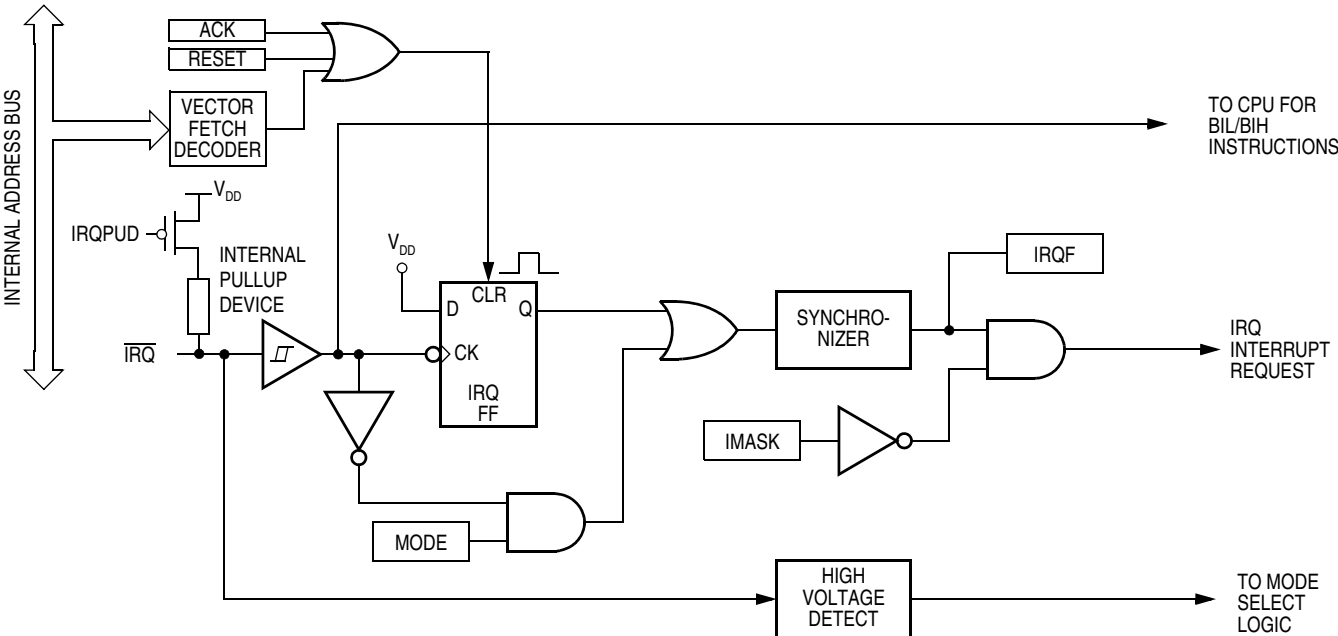 ACK
RESET
VECTOR
FETCH
DECODER
INTERNAL ADDRESS BUS
TO CPU FOR
BIL/BIH
INSTRUCTIONS
VDD
IRQPUD
INTERNAL
PULLUP
DEVICE
VDD
CLR
D
Q
CK
IRQ
FF
IRQ
SYNCHRO-
NIZER
IRQF
IRQ
INTERRUPT
REQUEST
IMASK
MODE
HIGH
VOLTAGE
DETECT
TO MODE
SELECT
LOGIC